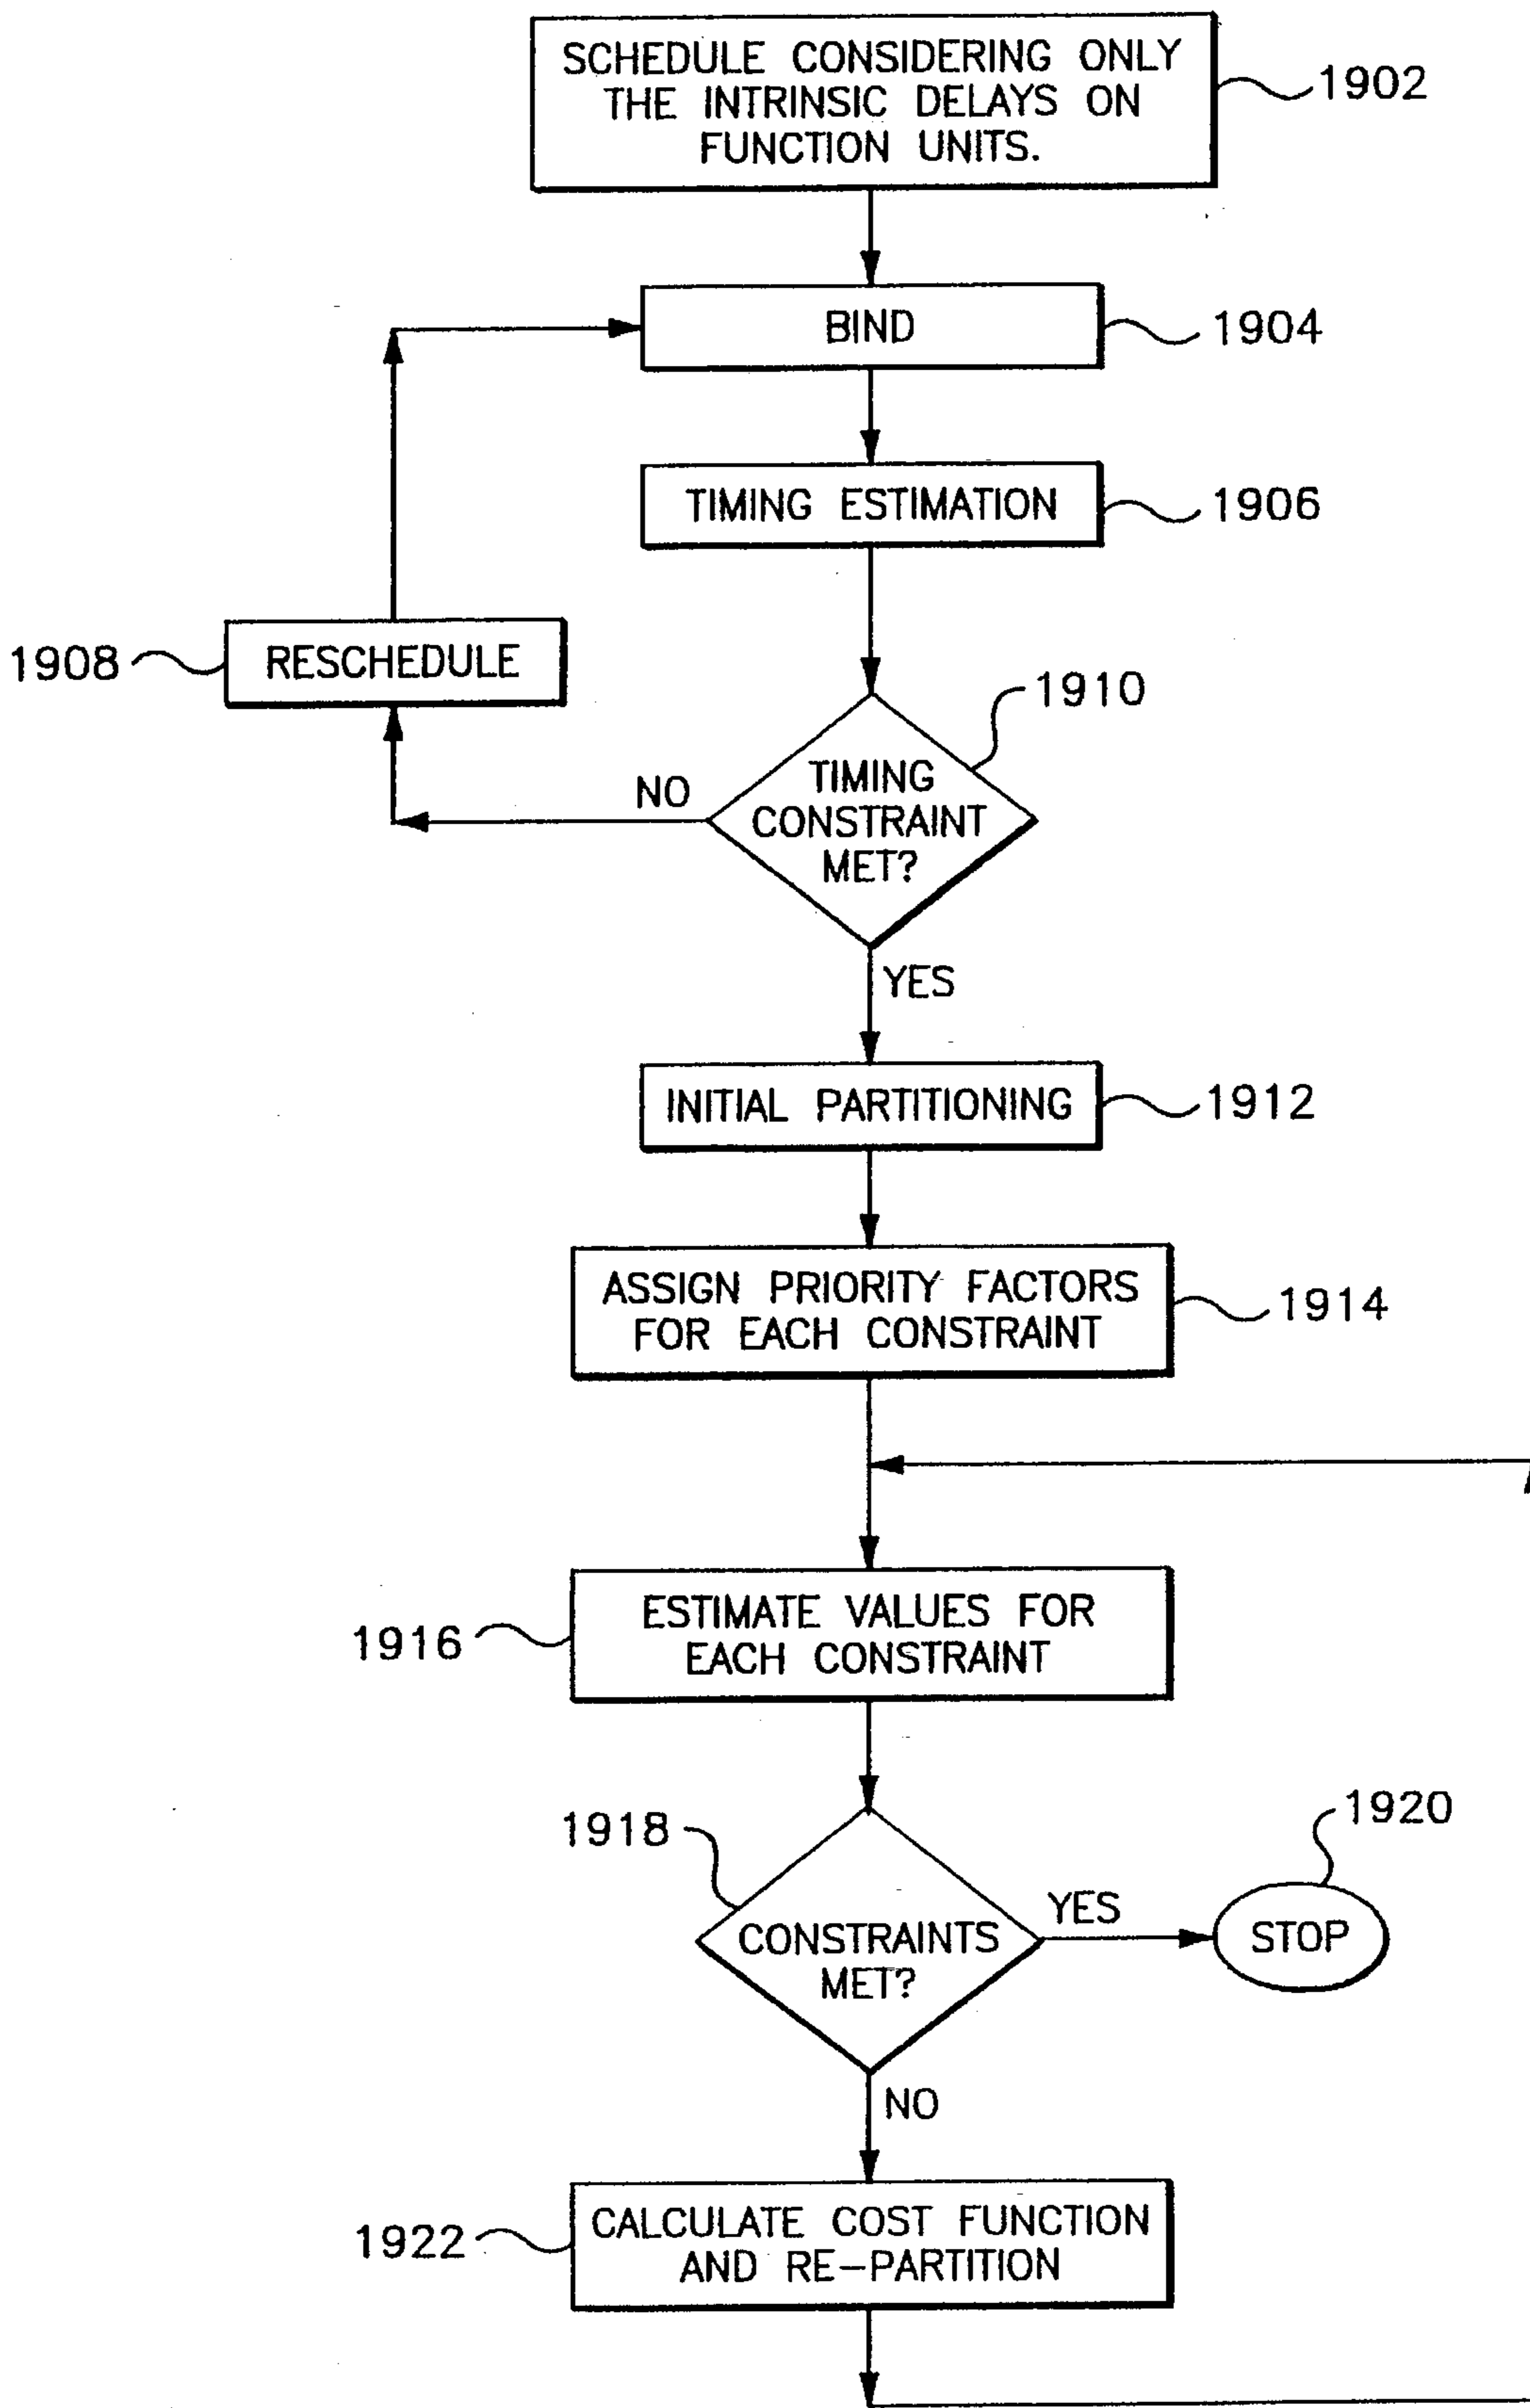 SCHEDULE CONSIDERING ONLY
THE INTRINSIC DELAYS ON
FUNCTION UNITS.
1902
BIND
1904
TIMING ESTIMATION
1906
1908
RESCHEDULE
1910
TIMING
CONSTRAINT
MET?
NO
YES
INITIAL PARTITIONING
1912
ASSIGN PRIORITY FACTORS
FOR EACH CONSTRAINT
1914
ESTIMATE VALUES FOR
EACH CONSTRAINT
1916
1918
CONSTRAINTS
MET?
YES
1920
STOP
NO
1922
CALCULATE COST FUNCTION
AND RE-PARTITION